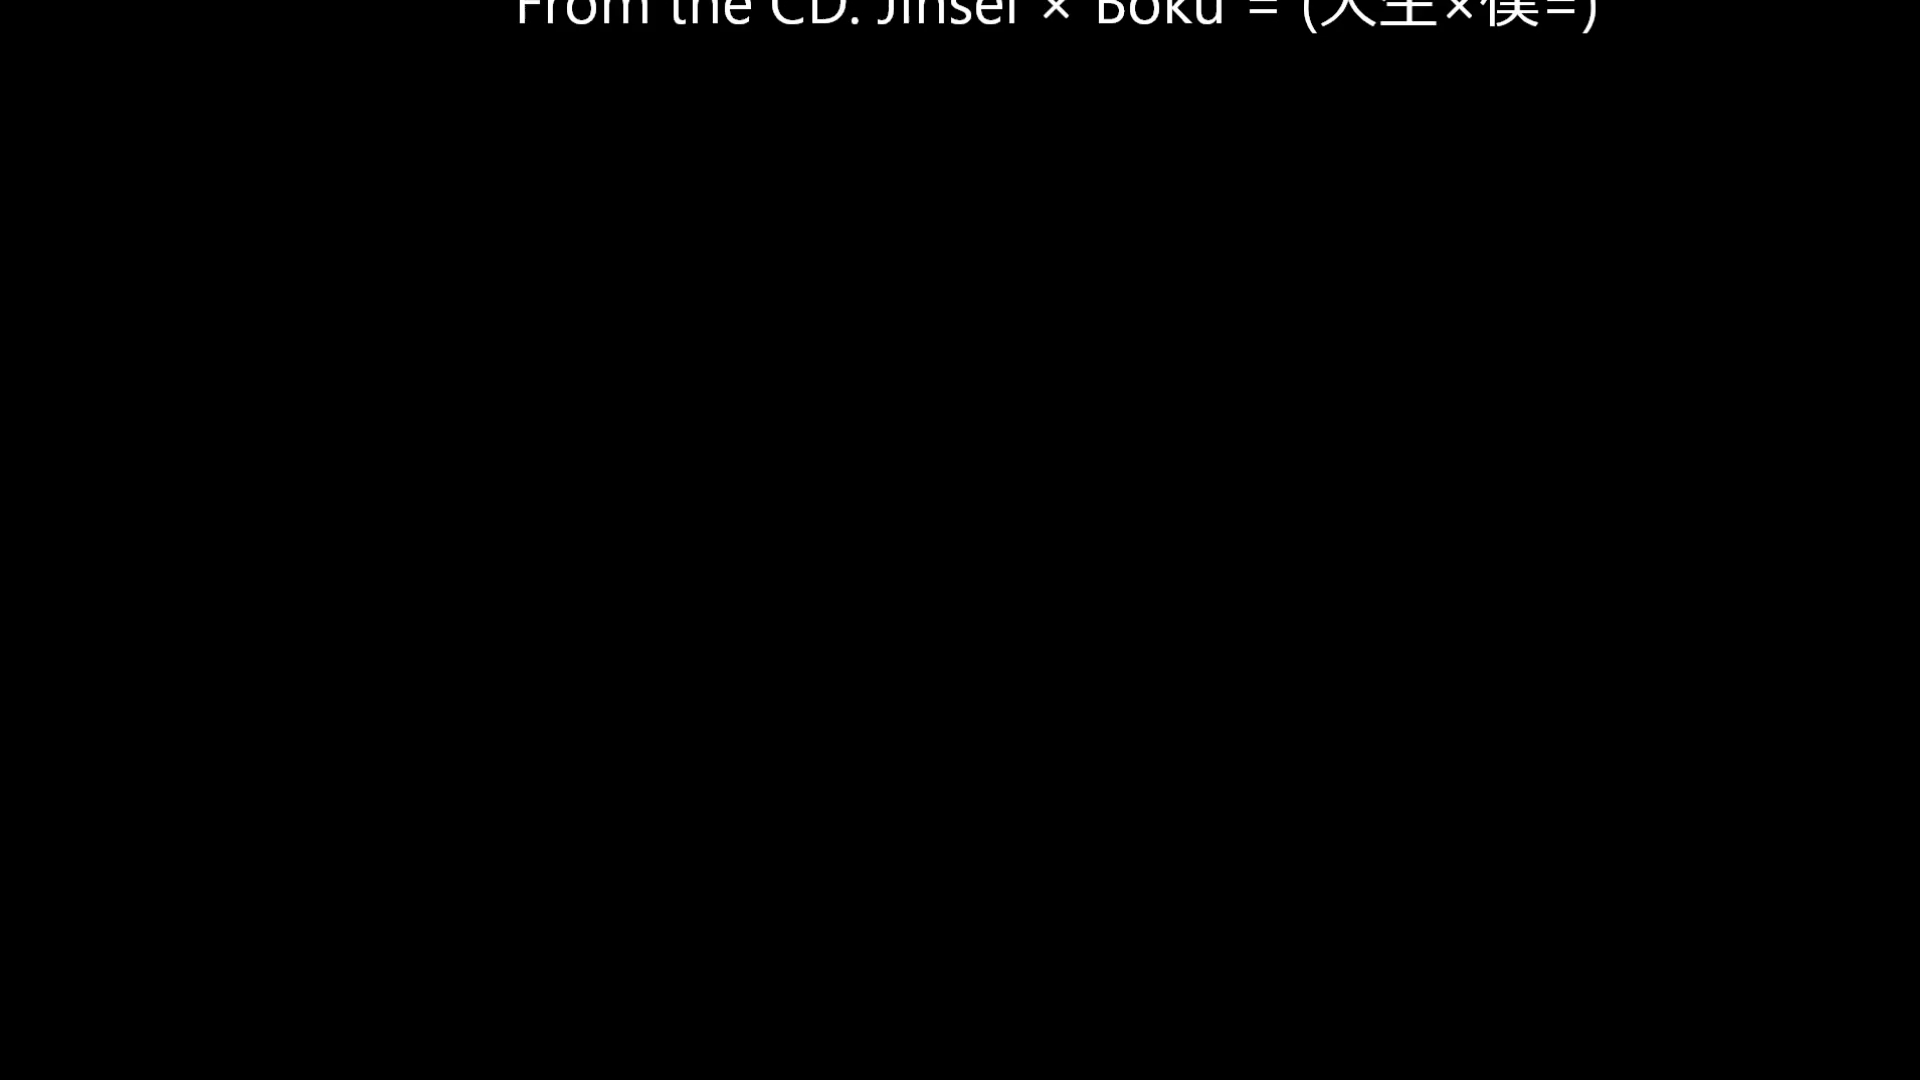 From the CD. Jinsei × Boku = (人生×僕=)